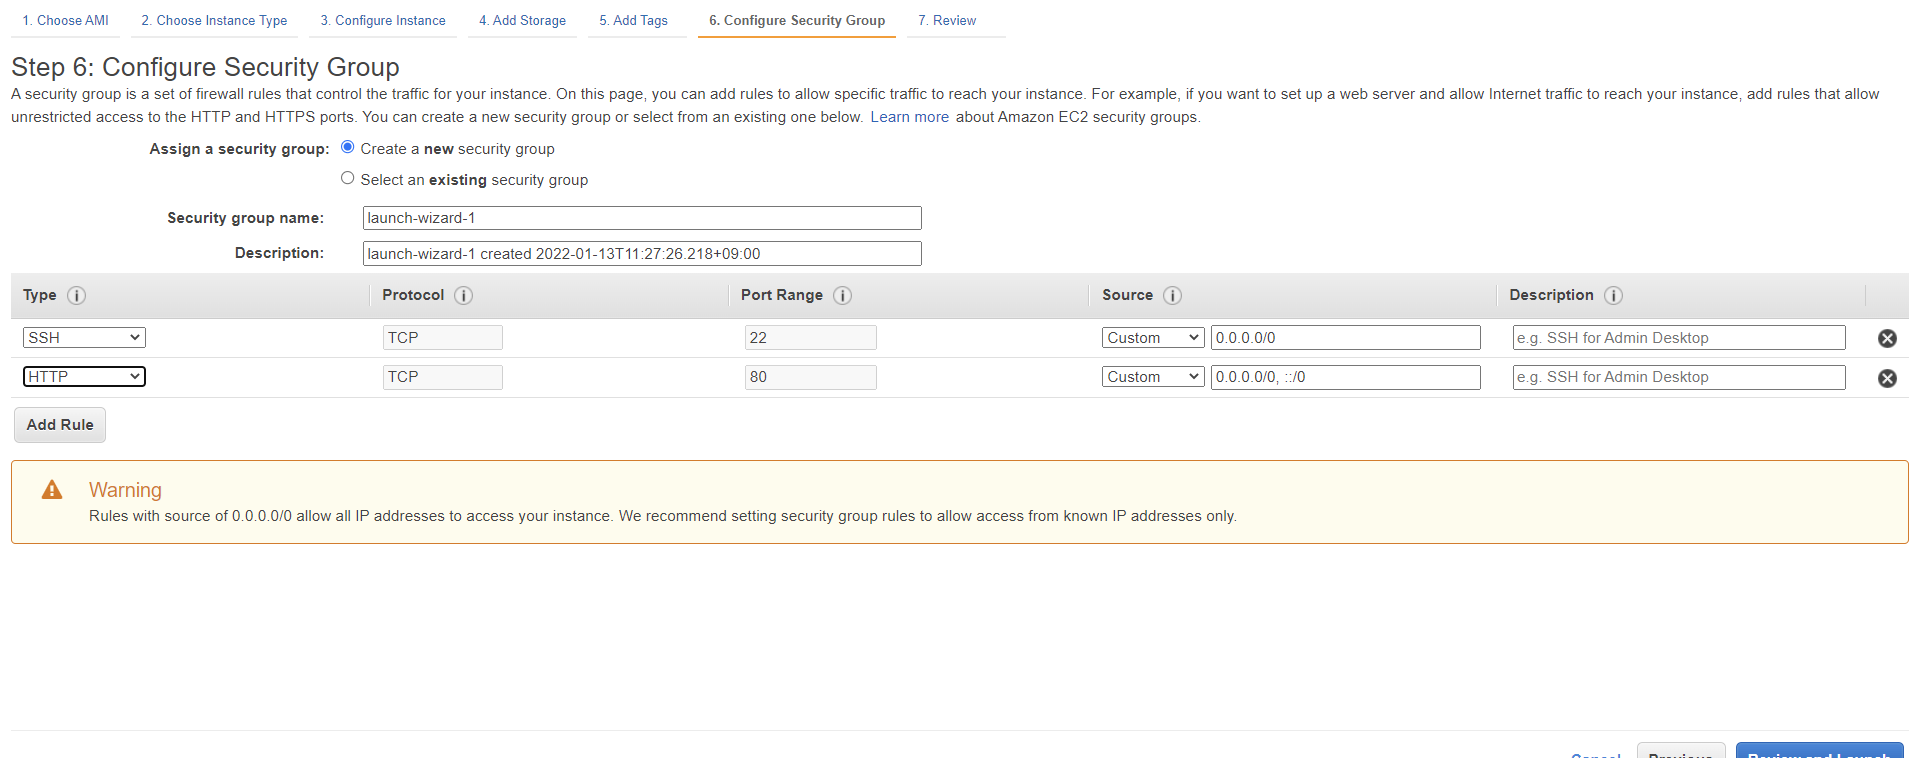 1. Choose AMI 2. Choose Instance Type 3. Configure Instance 4. Add Storage 5. Add Tags 6. Configure Security Group 7. Review
Step 6: Configure Security Group
A security group is a set of firewall rules that control the traffic for your instance. On this page, you can add rules to allow specific traffic to reach your instance. For example, if you want to set up a web server and allow Internet traffic to reach your instance, add rules that allow
unrestricted access to the HTTP and HTTPS ports. You can create a new security group or select from an existing one below. Learn more about Amazon EC2 security groups.
Assign a security group: Create a new security group
Select an existing security group
Security group name: launch-wizard-1
Description: launch-wizard-1 created 2022-01-13T11:27:26.218+09:00
Type i Protocol i Port Range i Source i Description i
SSH TCP 22 Custom 0.0.0.0/0 e.g. SSH for Admin Desktop
HTTP TCP 80 Custom 0.0.0.0/0, ::/0 e.g. SSH for Admin Desktop
Add Rule
Warning
Rules with source of 0.0.0.0/0 allow all IP addresses to access your instance. We recommend setting security group rules to allow access from known IP addresses only.
Cancel Previous Review and Launch